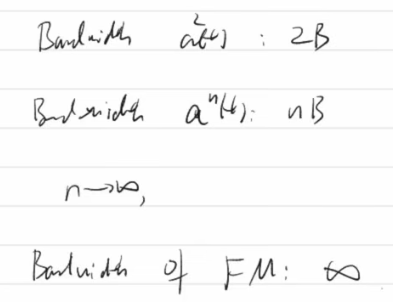 Bandwidth a²(t) : 2B
Bandwidth aⁿ(t): nB
n→∞,
Bandwidth of FM: ∞